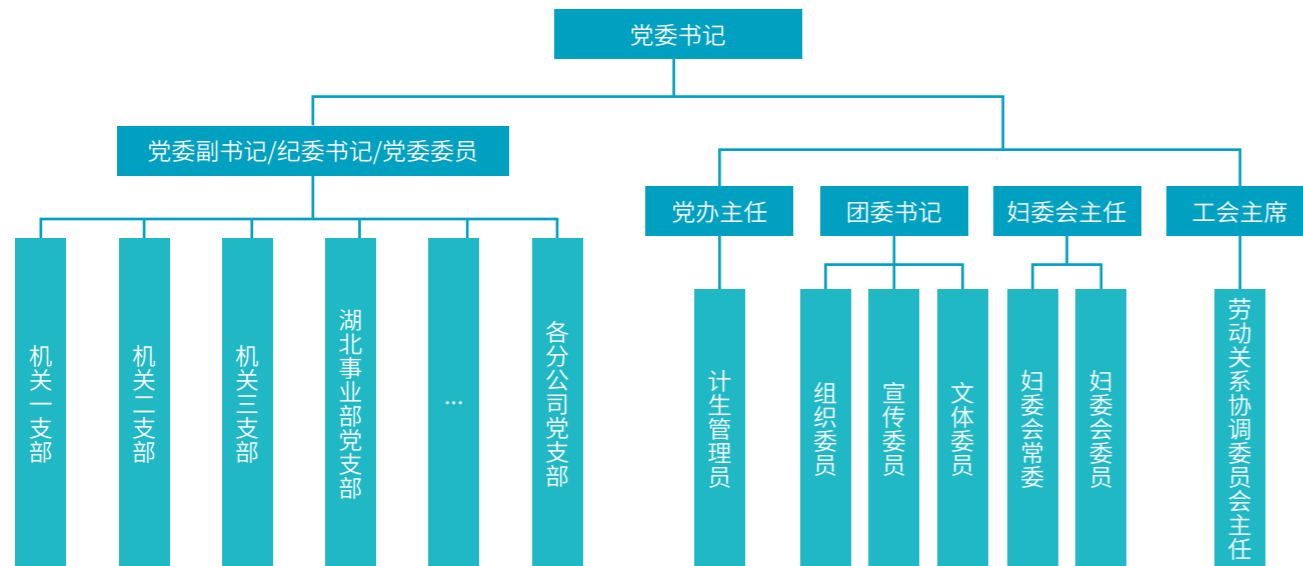 党委书记
党委副书记/纪委书记/党委委员
党办主任
团委书记
妇委会主任
工会主席
机关一支部
机关二支部
机关三支部
湖北事业部党支部
...
各分公司党支部
计生管理员
组织委员
宣传委员
文体委员
妇委会常委
妇委会委员
劳动关系协调委员会主任